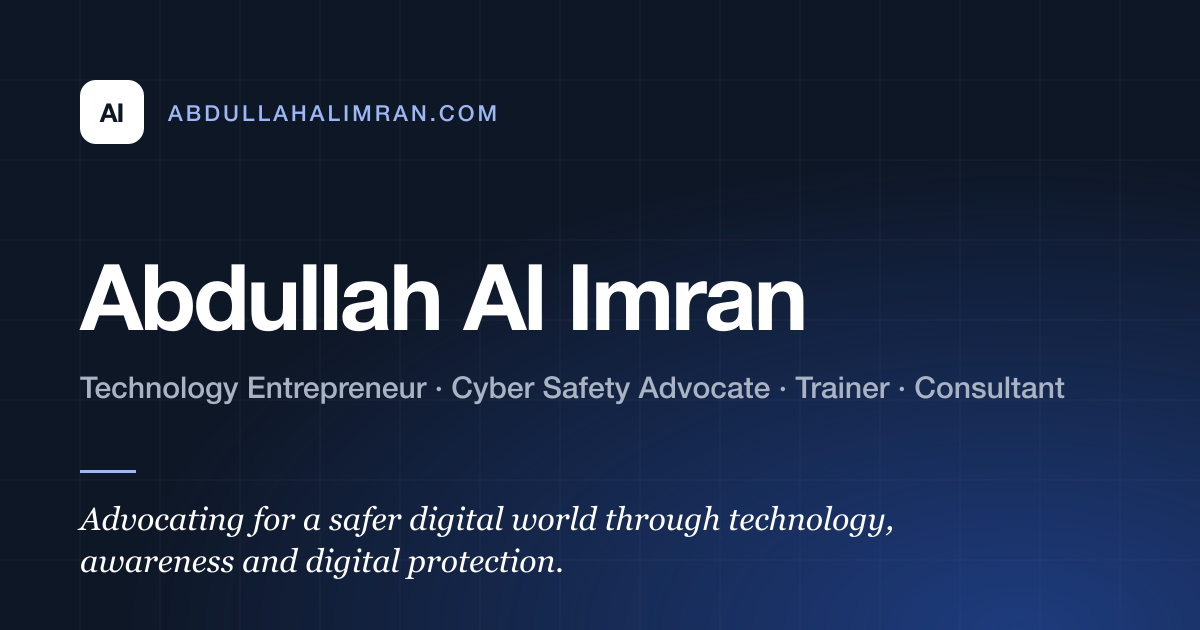 AI
ABDULLAHALIMRAN.COM
Abdullah Al Imran
Technology Entrepreneur · Cyber Safety Advocate · Trainer · Consultant
Advocating for a safer digital world through technology,
awareness and digital protection.